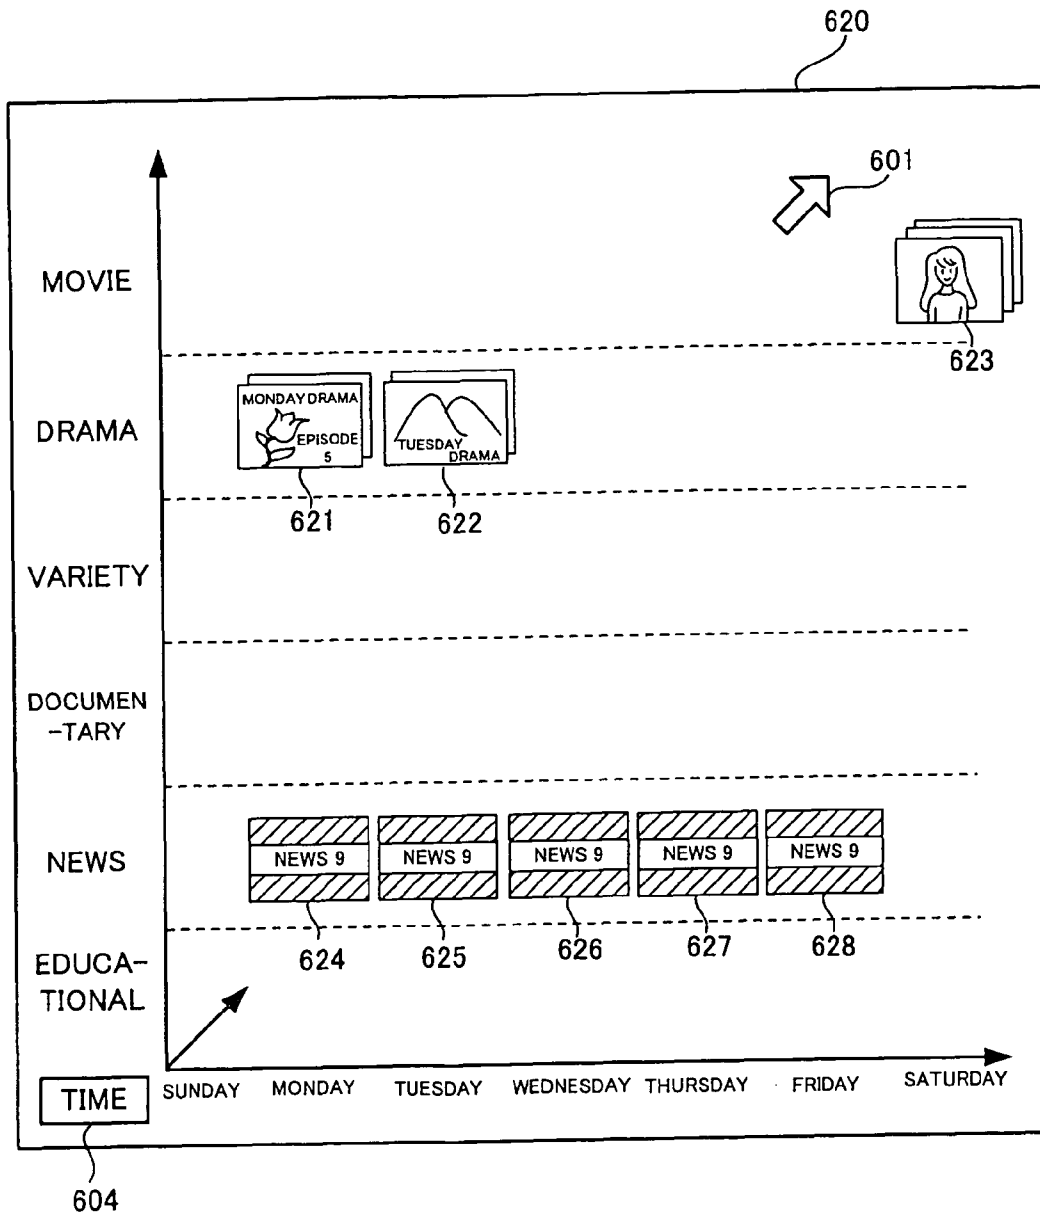 620
601
MOVIE
623
DRAMA
MONDAY DRAMA
EPISODE
5
TUESDAY
DRAMA
621
622
VARIETY
DOCUMEN
-TARY
NEWS
NEWS 9
NEWS 9
NEWS 9
NEWS 9
NEWS 9
624
625
626
627
628
EDUCA-
TIONAL
TIME
SUNDAY MONDAY TUESDAY WEDNESDAY THURSDAY FRIDAY SATURDAY
604